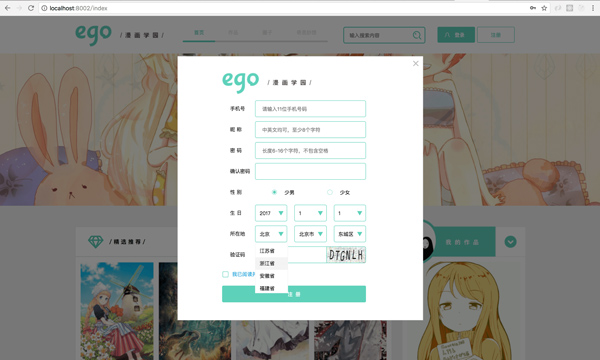 localhost:8002/index
ego / 漫画学园 /
首页
输入搜索内容
登录
注册
ego / 漫画学园 /
手机号
请输入11位手机号码
昵 称
中英文均可，至少8个字符
密 码
长度6-16个字符，不包含空格
确认密码
性 别
少男
少女
生 日
2017
1
1
所在地
北京
北京市
东城区
验证码
DTGNLH
江苏省
浙江省
安徽省
福建省
我已阅读
/ 精选推荐 /
我的作品